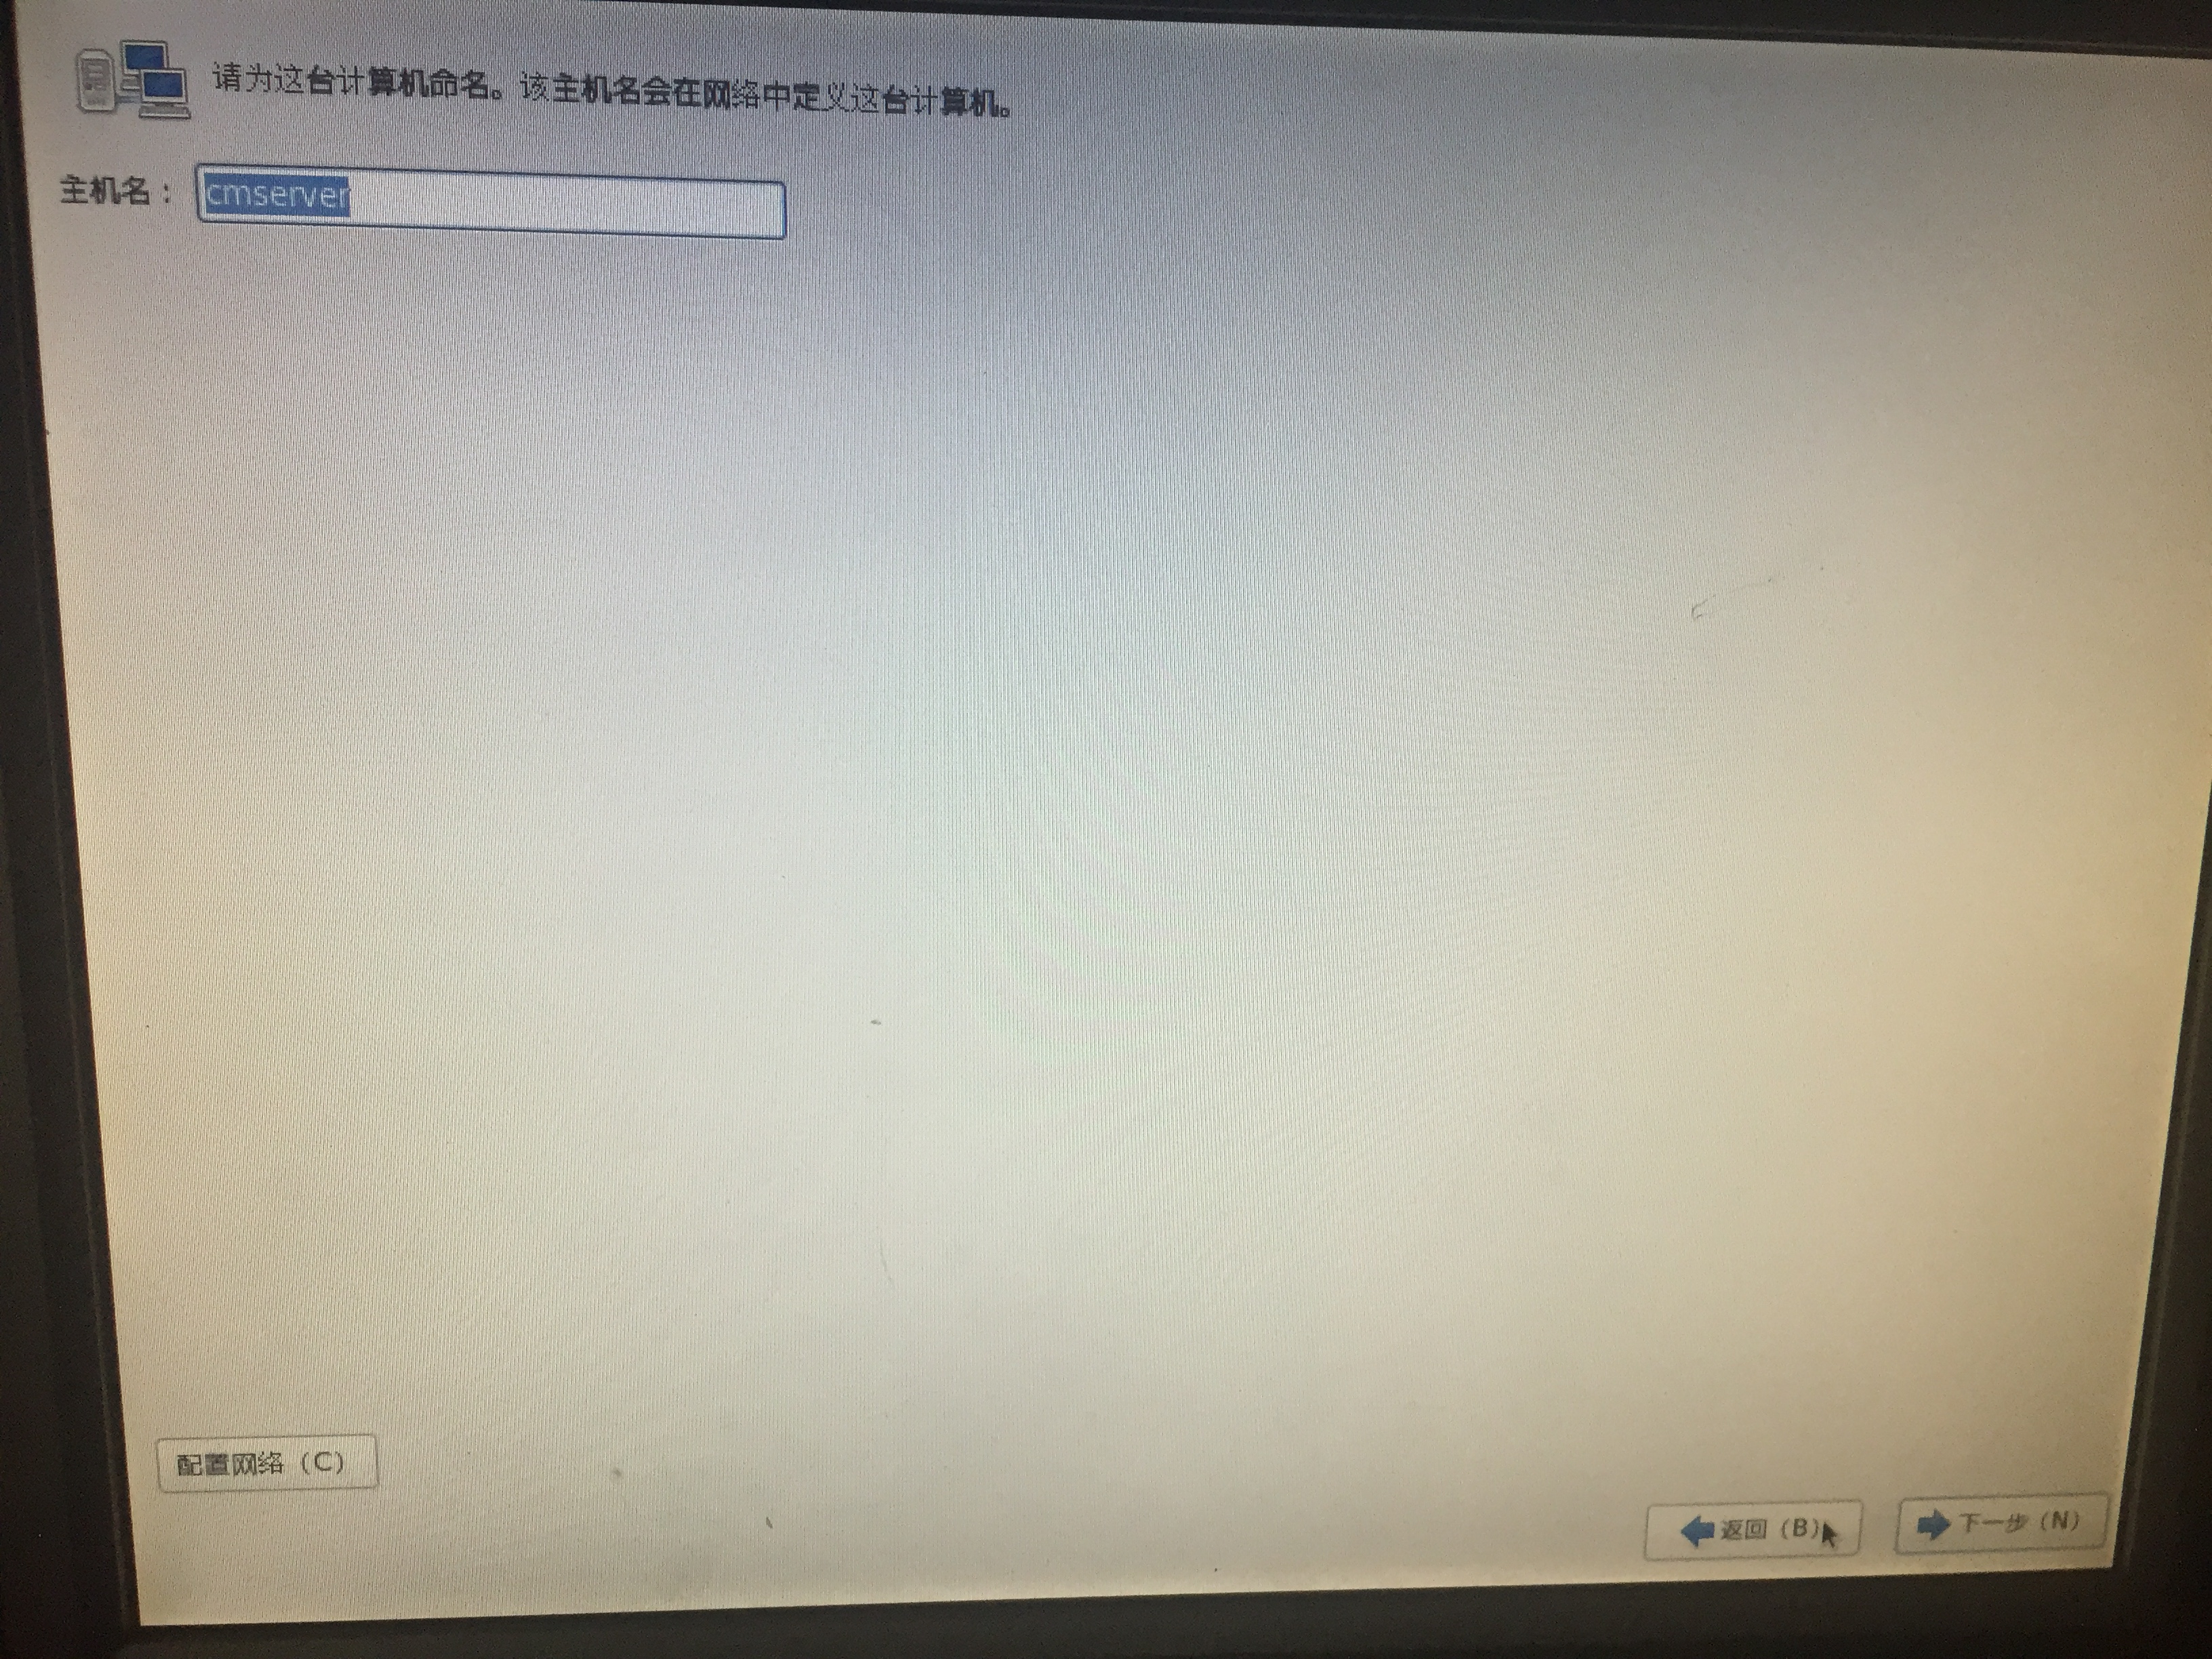 请为这台计算机命名。该主机名会在网络中定义这台计算机。
主机名：
cmserver
配置网络（C）
返回（B）
下一步（N）